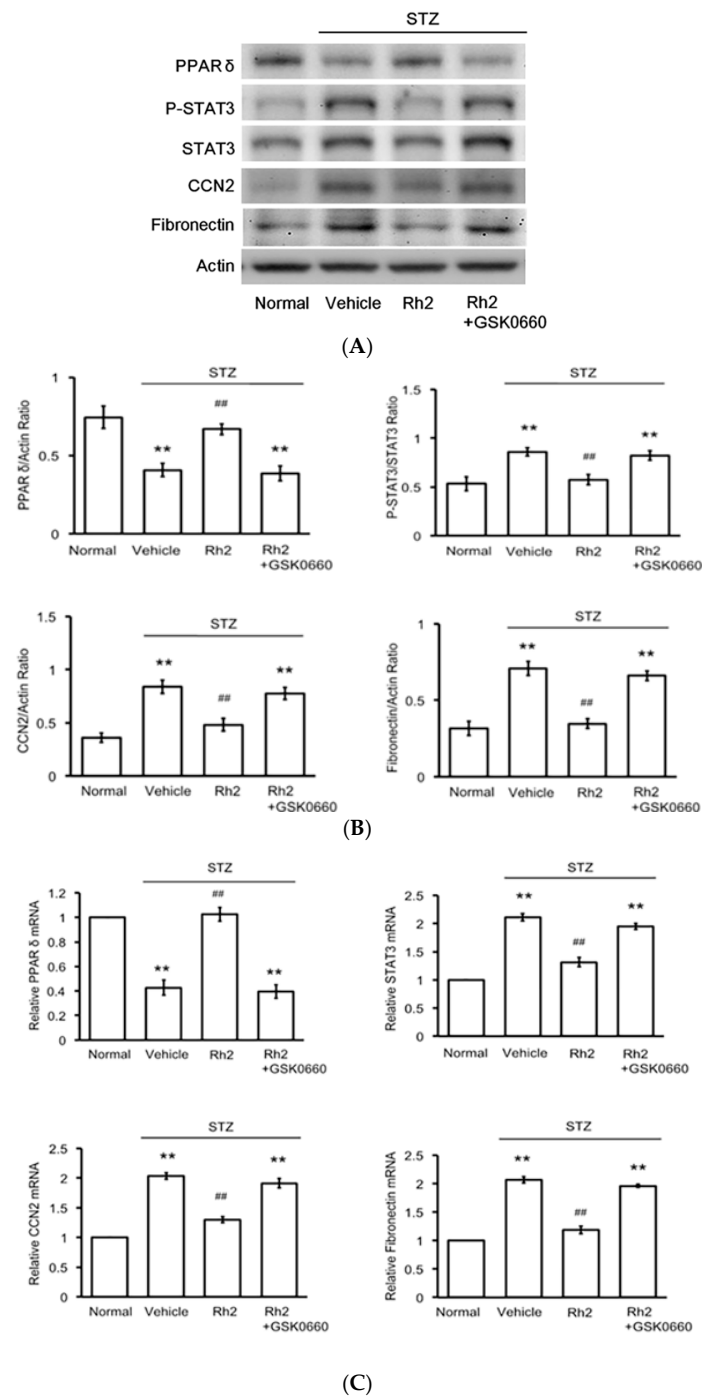 STZ
PPAR δ
P-STAT3
STAT3
CCN2
Fibronectin
Actin
Normal Vehicle Rh2 Rh2
+GSK0660
(A)
STZ
PPAR δ/Actin Ratio
1
0.5
0
##
**
**
Normal Vehicle Rh2 Rh2
+GSK0660
STZ
P-STAT3/STAT3 Ratio
1.5
1
0.5
0
**
##
**
Normal Vehicle Rh2 Rh2
+GSK0660
STZ
CCN2/Actin Ratio
1.5
1
0.5
0
**
##
**
Normal Vehicle Rh2 Rh2
+GSK0660
STZ
Fibronectin/Actin Ratio
1
0.5
0
**
##
**
Normal Vehicle Rh2 Rh2
+GSK0660
(B)
STZ
Relative PPAR δ mRNA
1.2
1
0.8
0.6
0.4
0.2
0
##
**
**
Normal Vehicle Rh2 Rh2
+GSK0660
STZ
Relative STAT3 mRNA
2.5
2
1.5
1
0.5
0
**
##
**
Normal Vehicle Rh2 Rh2
+GSK0660
STZ
Relative CCN2 mRNA
2.5
2
1.5
1
0.5
0
**
##
**
Normal Vehicle Rh2 Rh2
+GSK0660
STZ
Relative Fibronectin mRNA
2.5
2
1.5
1
0.5
0
**
##
**
Normal Vehicle Rh2 Rh2
+GSK0660
(C)